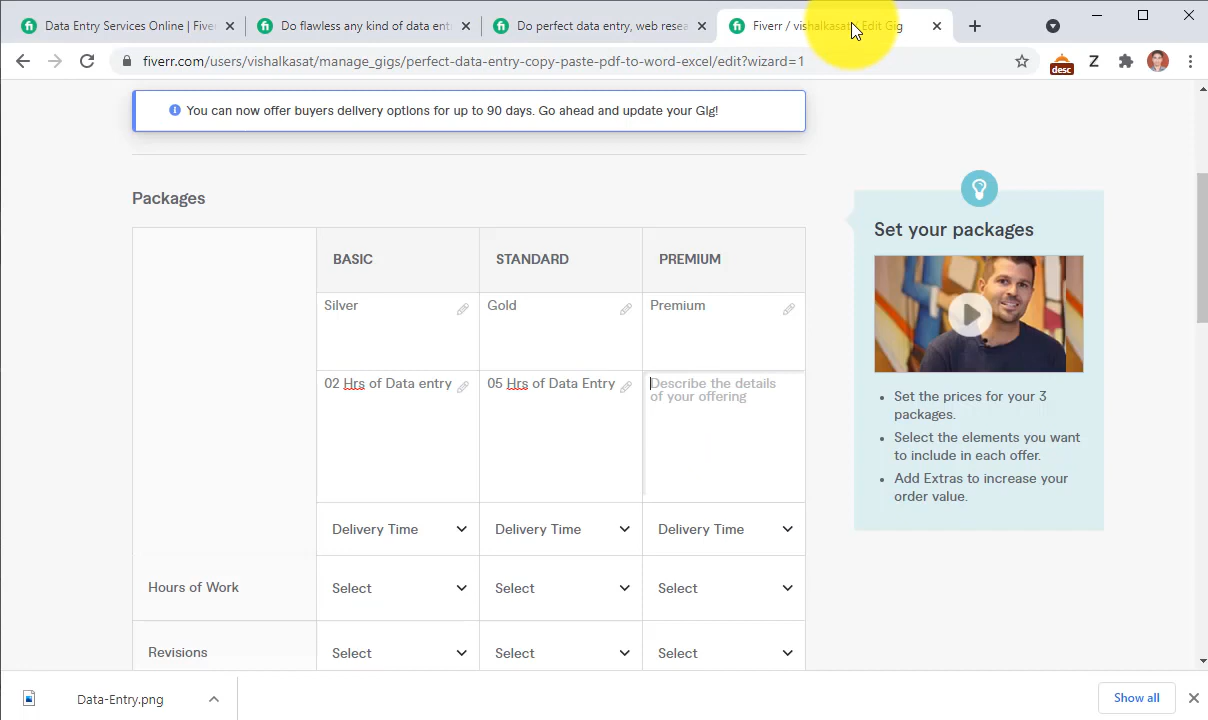 Data Entry Services Online | Fiver
Do flawless any kind of data entr
Do perfect data entry, web resea
Fiverr / vishalkasat / Edit Gig
fiverr.com/users/vishalkasat/manage_gigs/perfect-data-entry-copy-paste-pdf-to-word-excel/edit?wizard=1
desc
Z
You can now offer buyers delivery options for up to 90 days. Go ahead and update your GIg!
Packages
BASIC STANDARD PREMIUM
Silver Gold Premium
02 Hrs of Data entry 05 Hrs of Data Entry Describe the details
of your offering
Delivery Time Delivery Time Delivery Time
Hours of Work Select Select Select
Revisions Select Select Select
Set your packages
Set the prices for your 3
packages.
Select the elements you want
to include in each offer.
Add Extras to increase your
order value.
Data-Entry.png
Show all